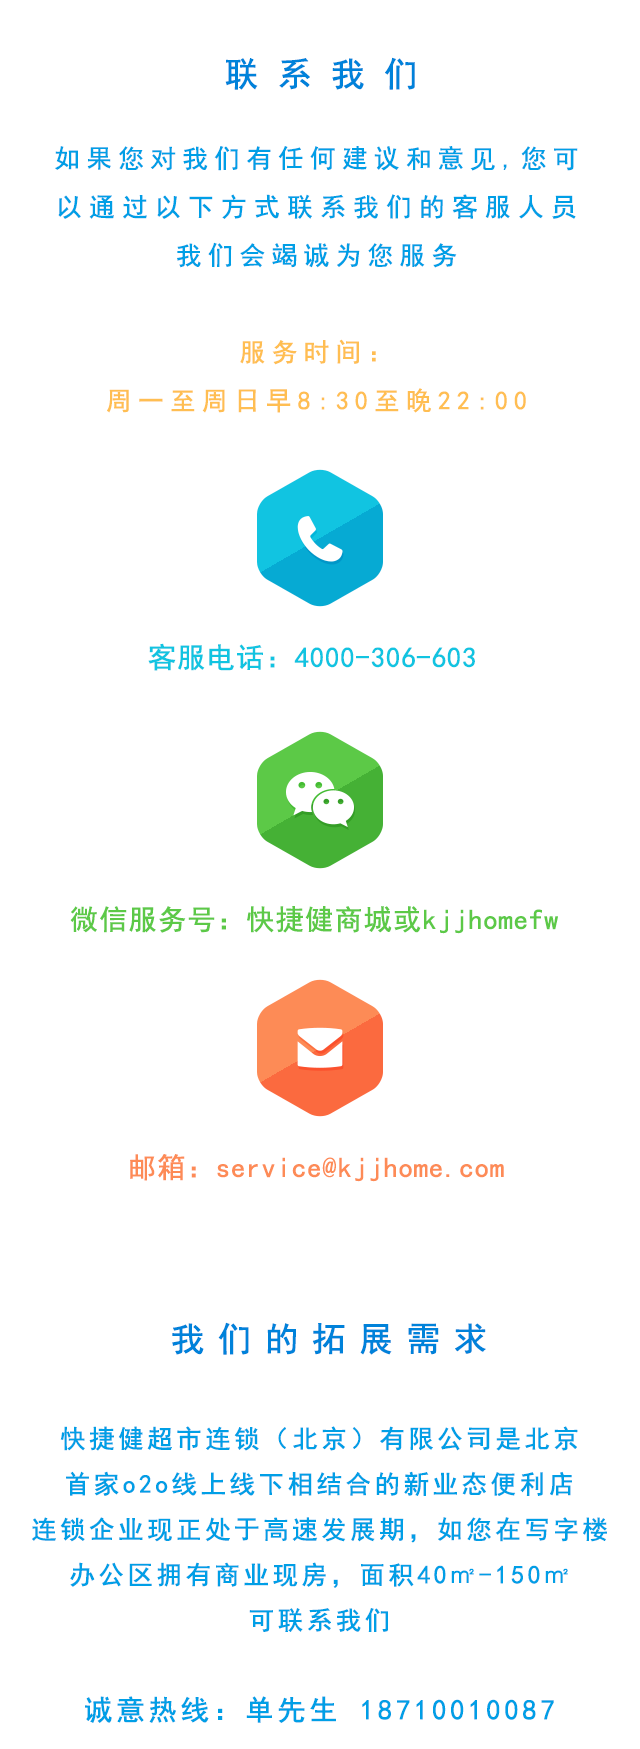 联系我们
如果您对我们有任何建议和意见,您可
以通过以下方式联系我们的客服人员
我们会竭诚为您服务
服务时间：
周一至周日早8:30至晚22:00
客服电话：4000-306-603
微信服务号：快捷健商城或kjjhomefw
邮箱：service@kjjhome.com
我们的拓展需求
快捷健超市连锁（北京）有限公司是北京
首家o2o线上线下相结合的新业态便利店
连锁企业现正处于高速发展期，如您在写字楼
办公区拥有商业现房，面积40㎡-150㎡
可联系我们
诚意热线：单先生 18710010087